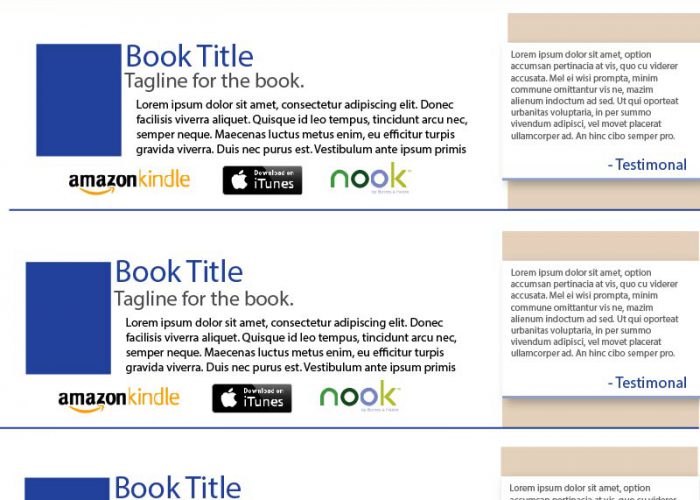 Book Title
Tagline for the book.
Lorem ipsum dolor sit amet, consectetur adipiscing elit. Donec
facilisis viverra aliquet. Quisque id leo tempus, tincidunt arcu nec,
semper neque. Maecenas luctus metus enim, eu efficitur turpis
gravida viverra. Duis nec purus est. Vestibulum ante ipsum primis
amazonkindle
Download on
iTunes
nook™
by Barnes & Noble
Lorem ipsum dolor sit amet, option
accumsan pertinacia at vis, quo cu viderer
accusata. Mel ei wisi prompta, minim
commune omittantur vis ne, mazim
alienum indoctum ad sed. Ut qui oporteat
urbanitas voluptaria, in per summo
vivendum adipisci, vel movet placerat
ullamcorper ad. An hinc cibo semper pro.
- Testimonal
Book Title
Tagline for the book.
Lorem ipsum dolor sit amet, consectetur adipiscing elit. Donec
facilisis viverra aliquet. Quisque id leo tempus, tincidunt arcu nec,
semper neque. Maecenas luctus metus enim, eu efficitur turpis
gravida viverra. Duis nec purus est. Vestibulum ante ipsum primis
amazonkindle
Download on
iTunes
nook™
by Barnes & Noble
Lorem ipsum dolor sit amet, option
accumsan pertinacia at vis, quo cu viderer
accusata. Mel ei wisi prompta, minim
commune omittantur vis ne, mazim
alienum indoctum ad sed. Ut qui oporteat
urbanitas voluptaria, in per summo
vivendum adipisci, vel movet placerat
ullamcorper ad. An hinc cibo semper pro.
- Testimonal
Book Title
Lorem ipsum dolor sit amet, option
accumsan pertinacia at vis, quo cu viderer